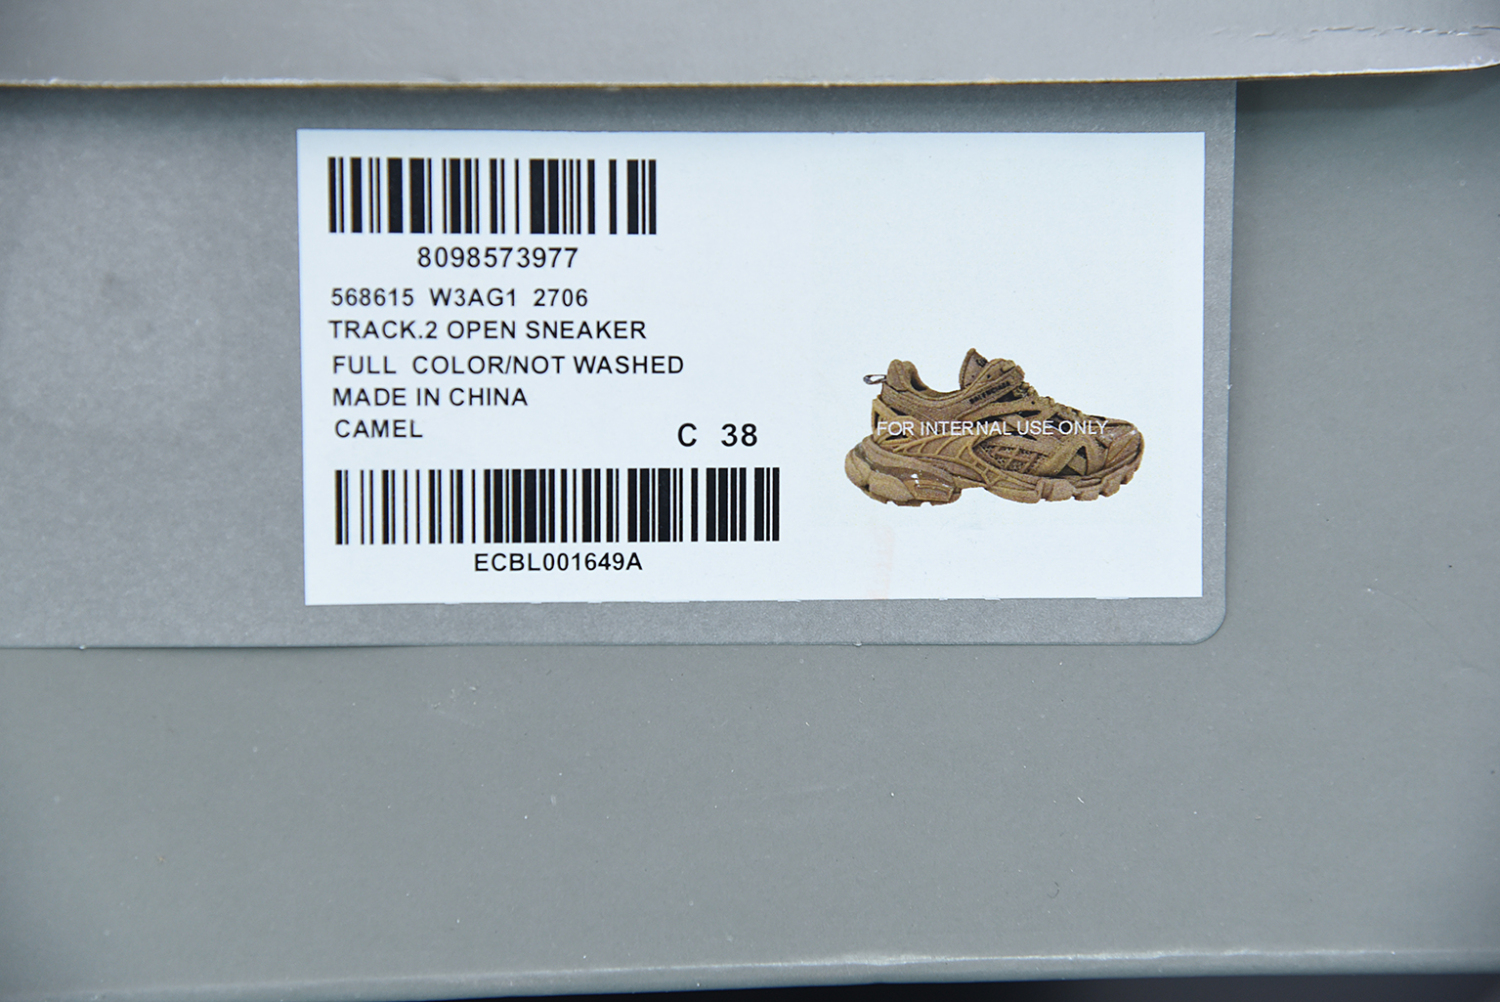 8098573977
568615 W3AG1 2706
TRACK.2 OPEN SNEAKER
FULL COLOR/NOT WASHED
MADE IN CHINA
CAMEL
C 38
ECBL001649A
BALENCIAGA
FOR INTERNAL USE ONLY